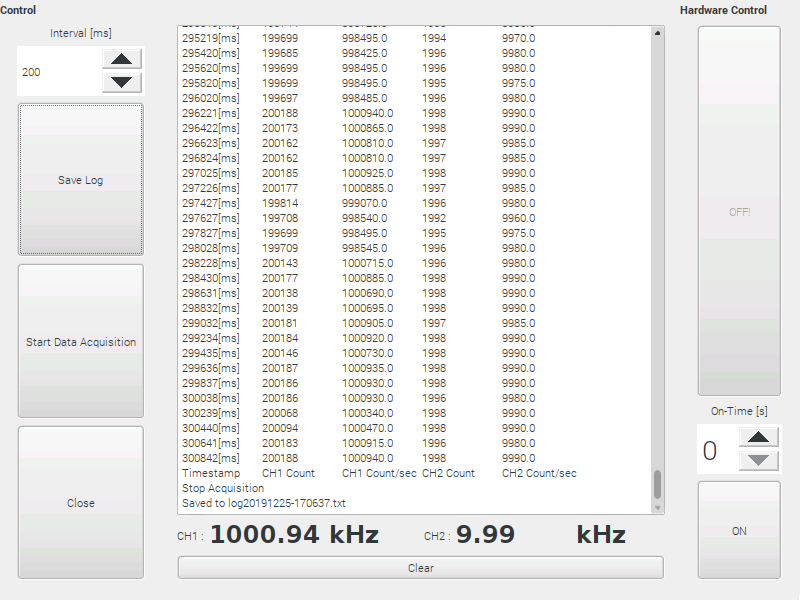 Control
Hardware Control
Interval [ms]
200
Save Log
Start Data Acquisition
Close
295219[ms] 199699 998495.0 1994 9970.0
295420[ms] 199685 998425.0 1996 9980.0
295620[ms] 199699 998495.0 1996 9980.0
295820[ms] 199699 998495.0 1995 9975.0
296020[ms] 199697 998485.0 1996 9980.0
296221[ms] 200188 1000940.0 1998 9990.0
296422[ms] 200173 1000865.0 1998 9990.0
296623[ms] 200162 1000810.0 1997 9985.0
296824[ms] 200162 1000810.0 1997 9985.0
297025[ms] 200185 1000925.0 1998 9990.0
297226[ms] 200177 1000885.0 1997 9985.0
297427[ms] 199814 999070.0 1996 9980.0
297627[ms] 199708 998540.0 1992 9960.0
297827[ms] 199699 998495.0 1995 9975.0
298028[ms] 199709 998545.0 1996 9980.0
298228[ms] 200143 1000715.0 1996 9980.0
298430[ms] 200177 1000885.0 1998 9990.0
298631[ms] 200138 1000690.0 1998 9990.0
298832[ms] 200139 1000695.0 1998 9990.0
299032[ms] 200181 1000905.0 1997 9985.0
299234[ms] 200184 1000920.0 1998 9990.0
299435[ms] 200146 1000730.0 1998 9990.0
299636[ms] 200187 1000935.0 1998 9990.0
299837[ms] 200186 1000930.0 1998 9990.0
300038[ms] 200186 1000930.0 1996 9980.0
300239[ms] 200068 1000340.0 1998 9990.0
300440[ms] 200094 1000470.0 1998 9990.0
300641[ms] 200183 1000915.0 1996 9980.0
300842[ms] 200188 1000940.0 1998 9990.0
Timestamp CH1 Count CH1 Count/sec CH2 Count CH2 Count/sec
Stop Acquisition
Saved to log20191225-170637.txt
CH1 : 1000.94 kHz CH2 : 9.99 kHz
Clear
OFF!
On-Time [s]
0
ON